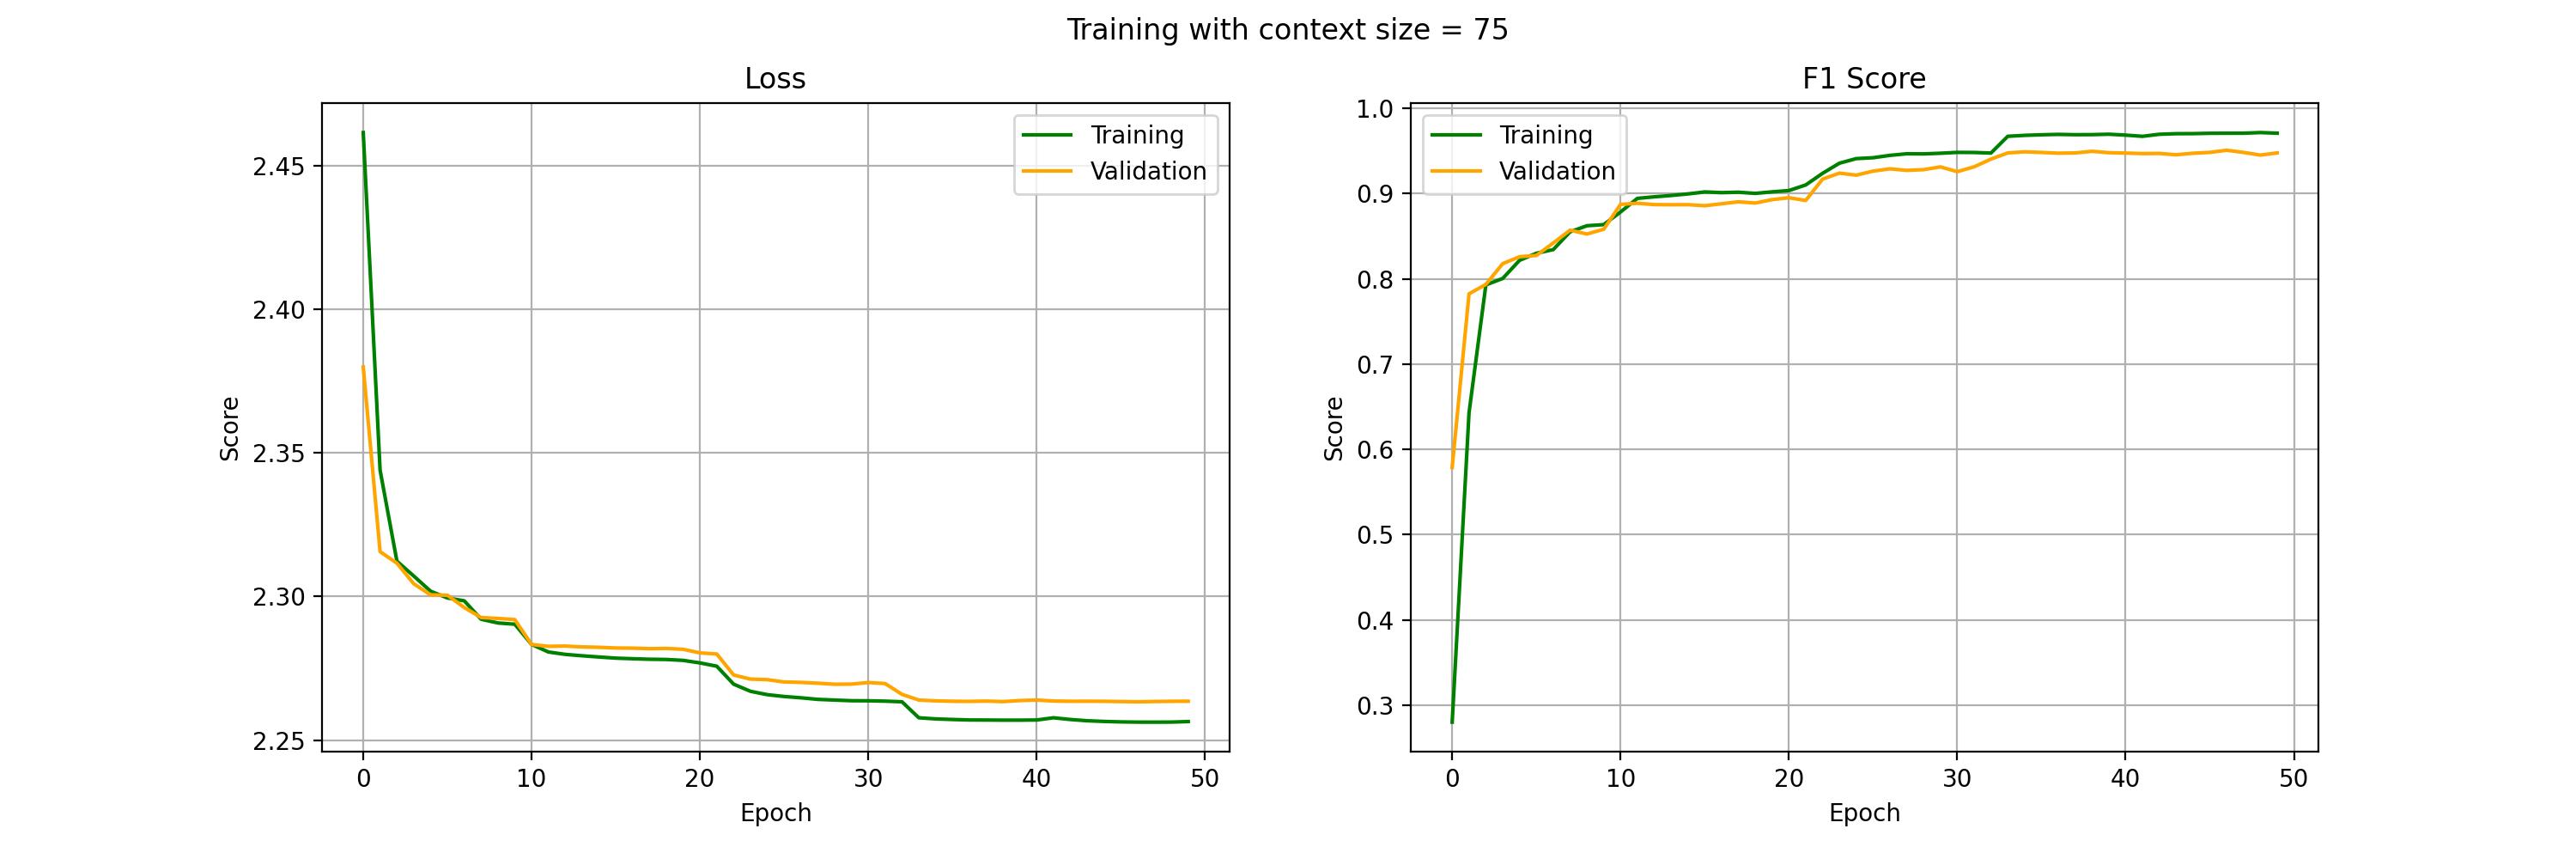 Training with context size = 75
Loss
Training
Validation
2.45
2.40
2.35
2.30
2.25
Score
0 10 20 30 40 50
Epoch
F1 Score
Training
Validation
1.0
0.9
0.8
0.7
0.6
0.5
0.4
0.3
Score
0 10 20 30 40 50
Epoch